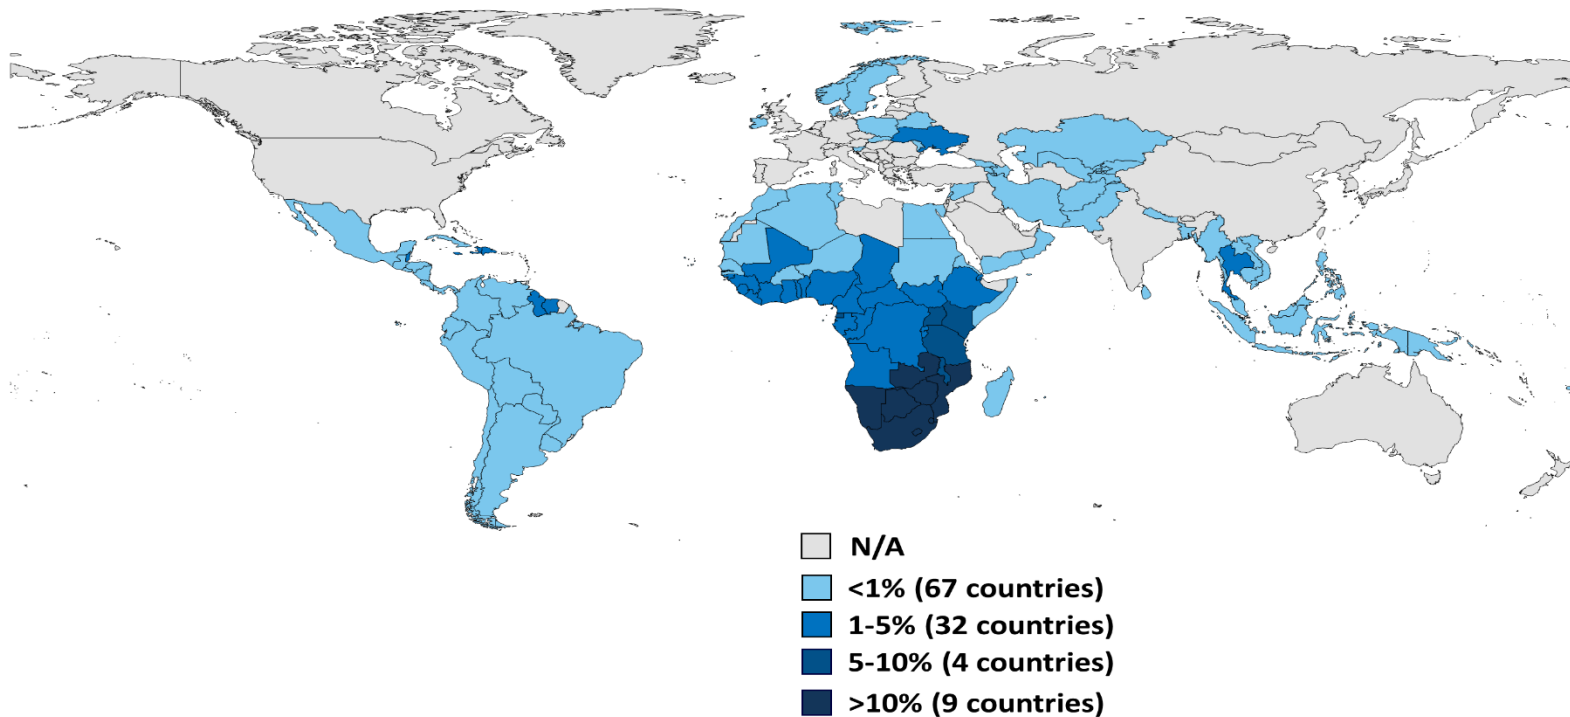 N/A
<1% (67 countries)
1-5% (32 countries)
5-10% (4 countries)
>10% (9 countries)